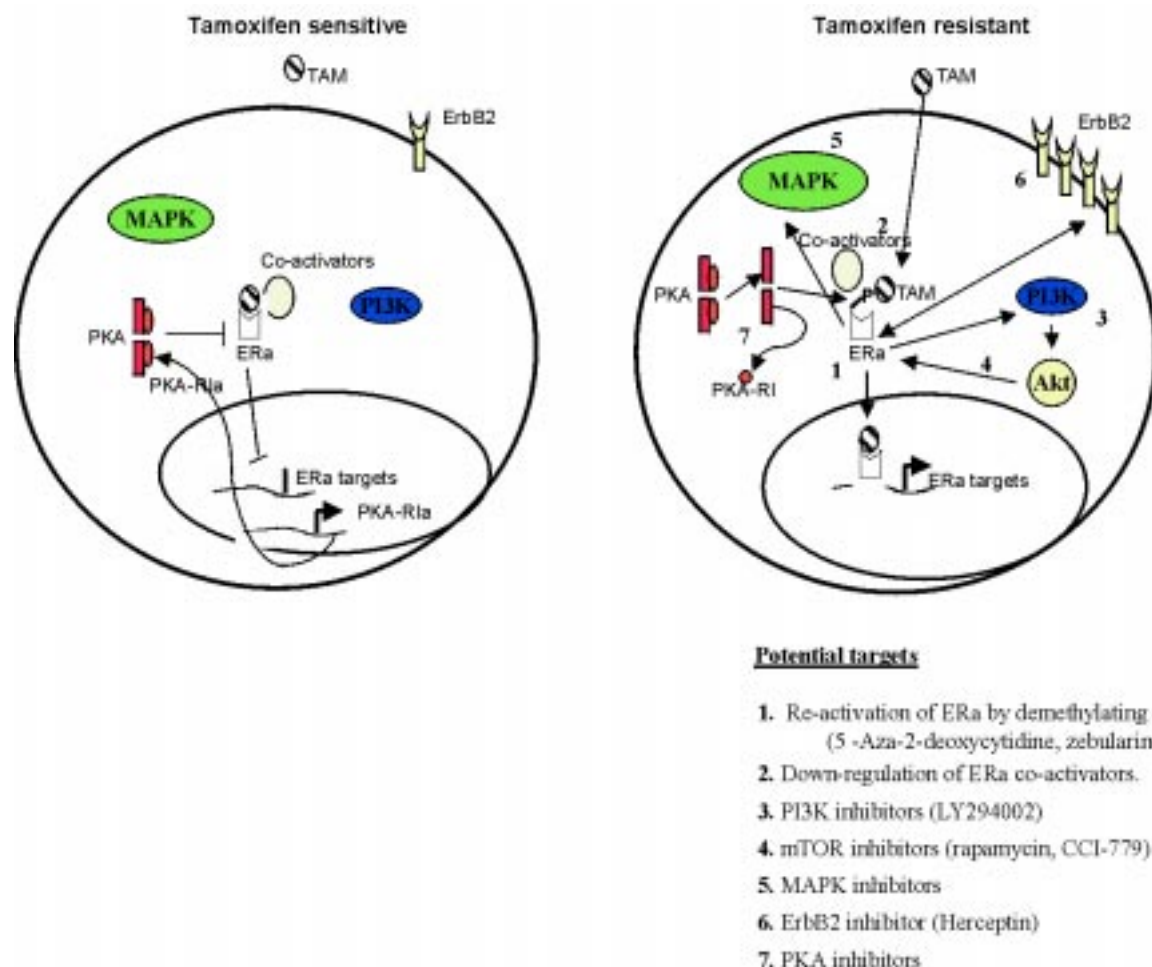 Tamoxifen sensitive
TAM
ErbB2
MAPK
Co-activators
PI3K
PKA
ERa
PKA-RIa
ERa targets
PKA-RIa
Tamoxifen resistant
TAM
ErbB2
5
MAPK
6
2
Co-activators
PKA
P
TAM
PI3K
3
7
ERa
1
4
Akt
PKA-RI
ERa targets
Potential targets
1. Re-activation of ERa by demethylating
(5 -Aza-2-deoxycytidine, zebularin
2. Down-regulation of ERa co-activators.
3. PI3K inhibitors (LY294002)
4. mTOR inhibitors (rapamycin, CCI-779)
5. MAPK inhibitors
6. ErbB2 inhibitor (Herceptin)
7. PKA inhibitors